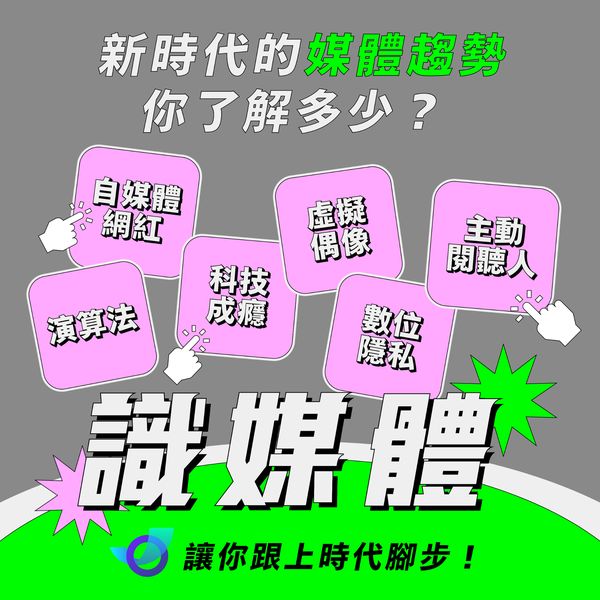 新時代的媒體趨勢
你了解多少？
自媒體
網紅
虛擬
偶像
主動
閱聽人
科技
成癮
演算法
數位
隱私
識媒體
讓你跟上時代腳步！